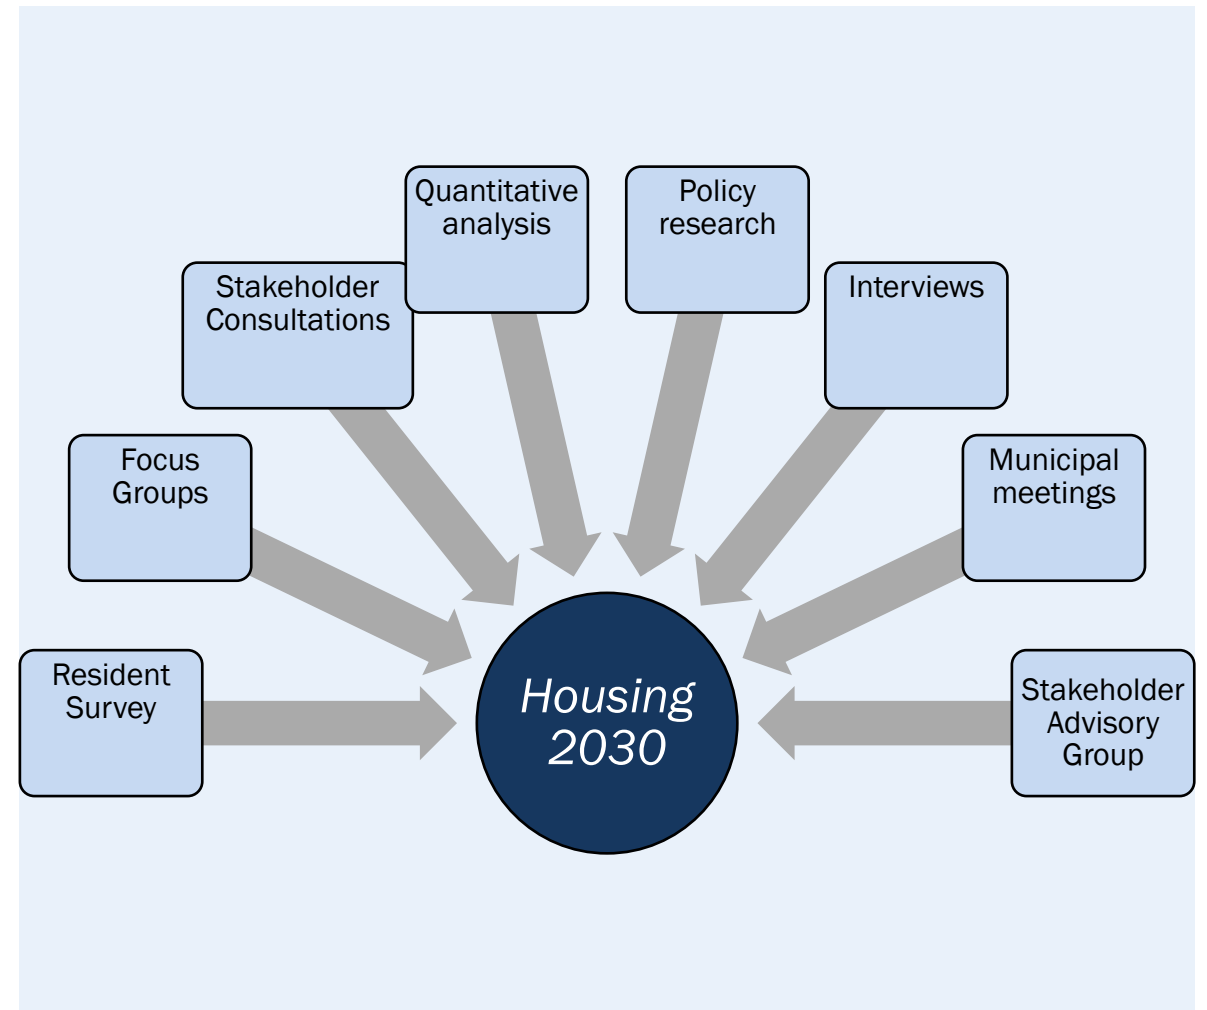 Quantitative
analysis
Policy
research
Stakeholder
Consultations
Interviews
Focus
Groups
Municipal
meetings
Resident
Survey
Housing
2030
Stakeholder
Advisory
Group